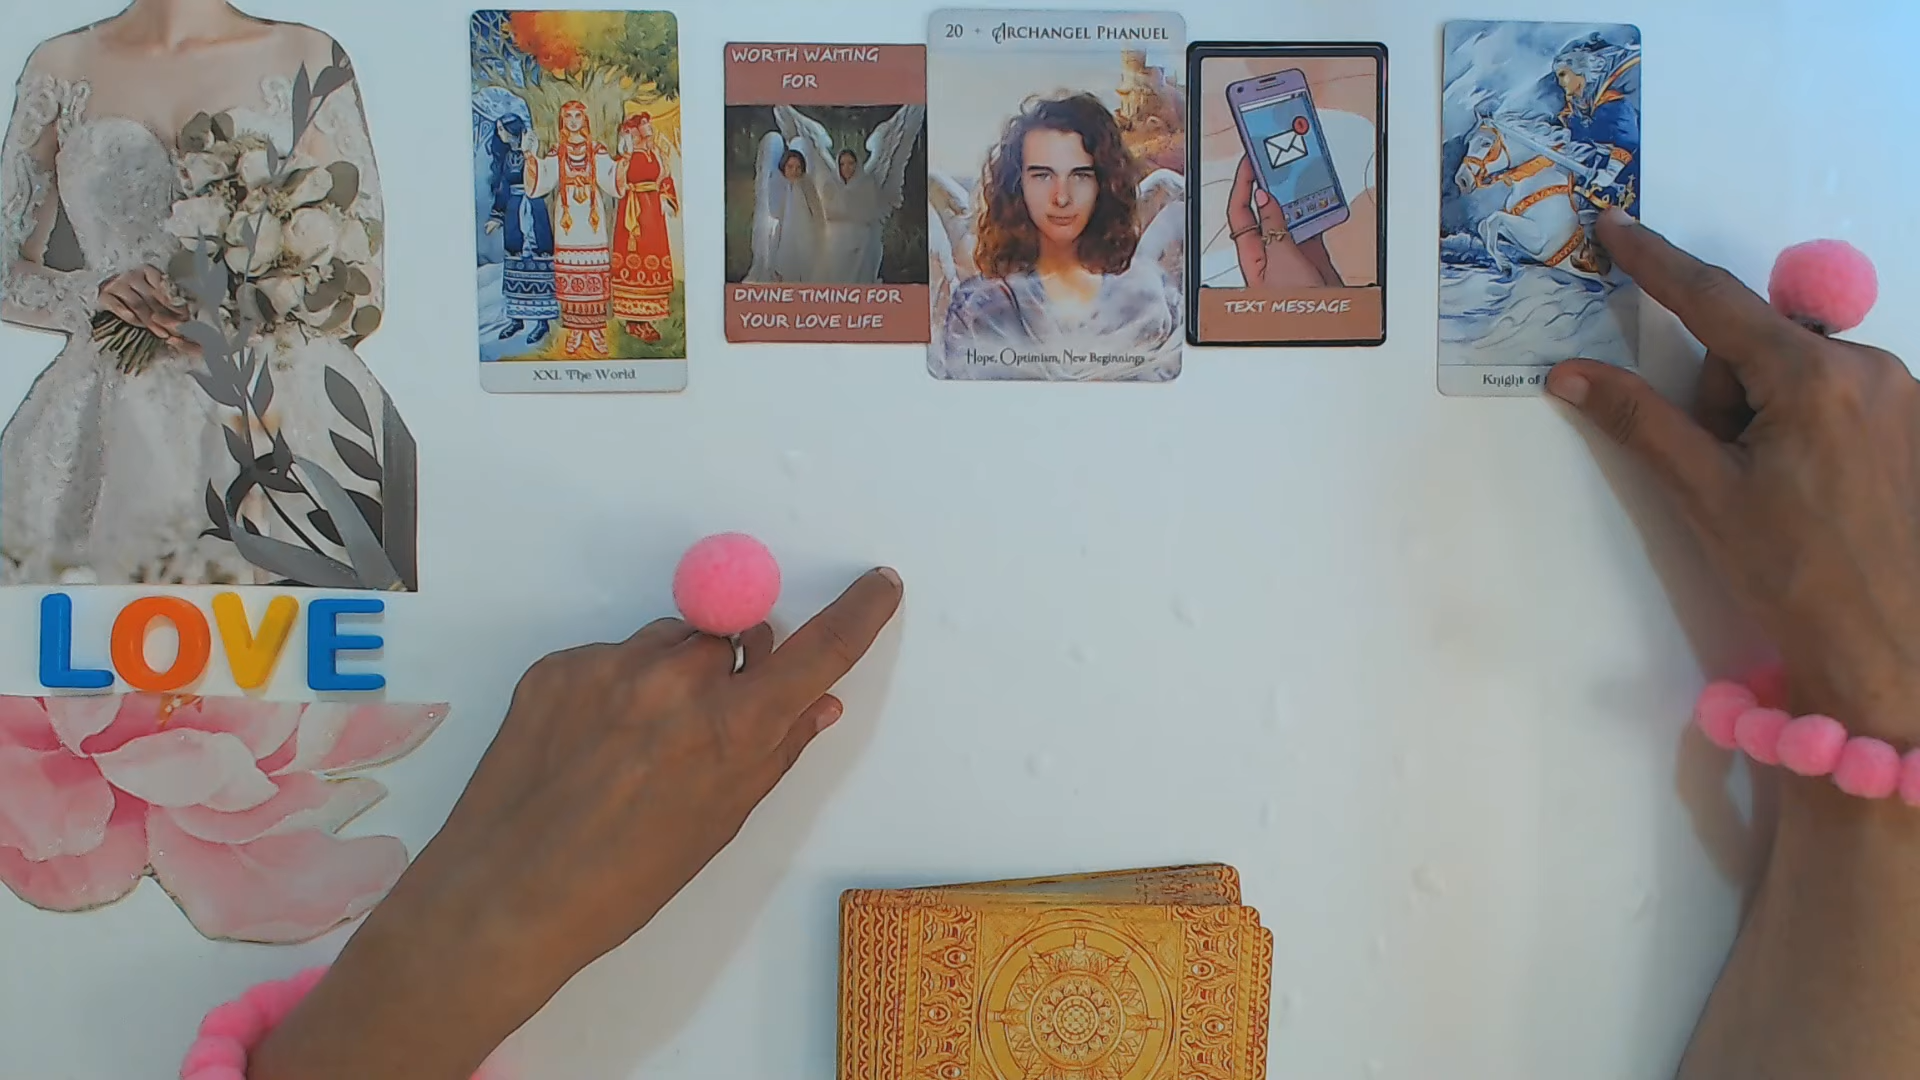 XXI. The World
WORTH WAITING
FOR
DIVINE TIMING FOR
YOUR LOVE LIFE
20 + ARCHANGEL PHANUEL
Hope, Optimism, New Beginnings
TEXT MESSAGE
Knight of
LOVE